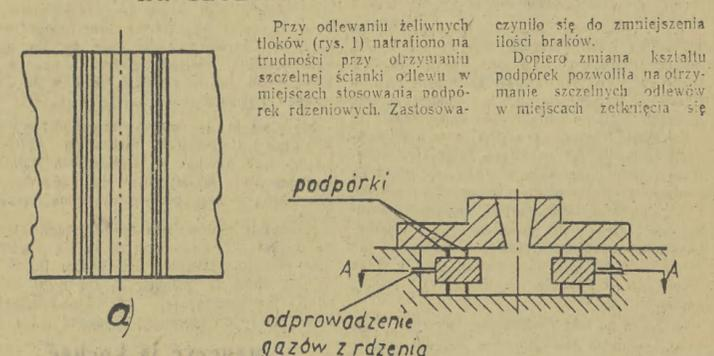 Przy odlewaniu żeliwnych
tłoków (rys. 1) natrafiono na
trudności przy otrzymaniu
szczelnej ścianki odlewu w
miejscach stosowania podpó-
rek rdzeniowych. Zastosowa-
czyniło się do zmniejszenia
ilości braków.
Dopiero zmiana kształtu
podpórek pozwoliła na otrzy-
manie szczelnych odlewów
w miejscach zetknięcia się
podpórki
A
A
a)
odprowadzenie
gazów z rdzenia